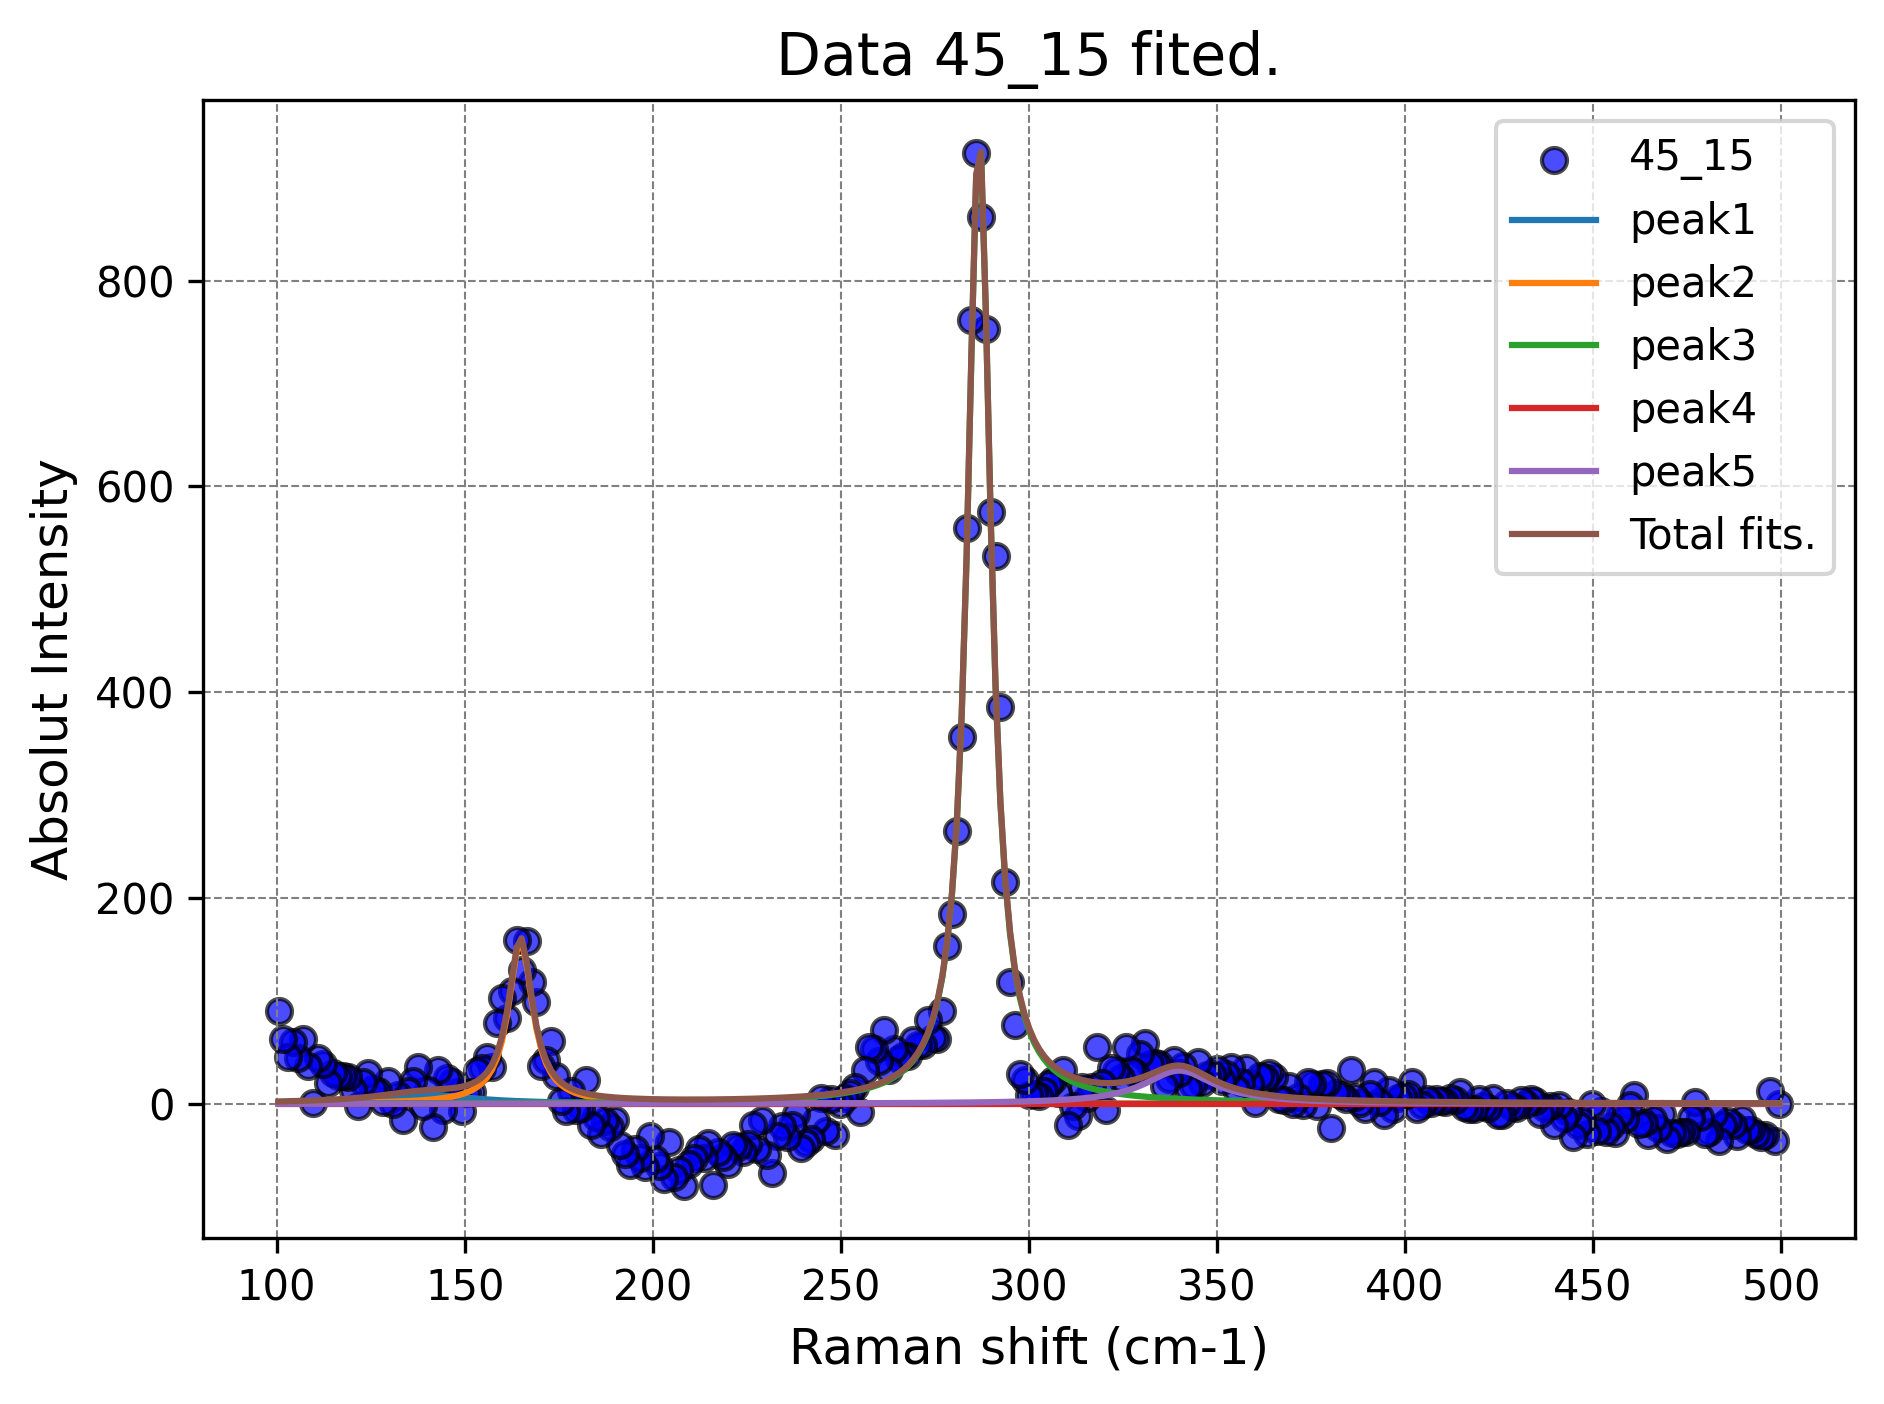 Data 45_15 fited.
45_15
peak1
peak2
peak3
peak4
peak5
Total fits.
Absolut Intensity
800
600
400
200
0
100 150 200 250 300 350 400 450 500
Raman shift (cm-1)